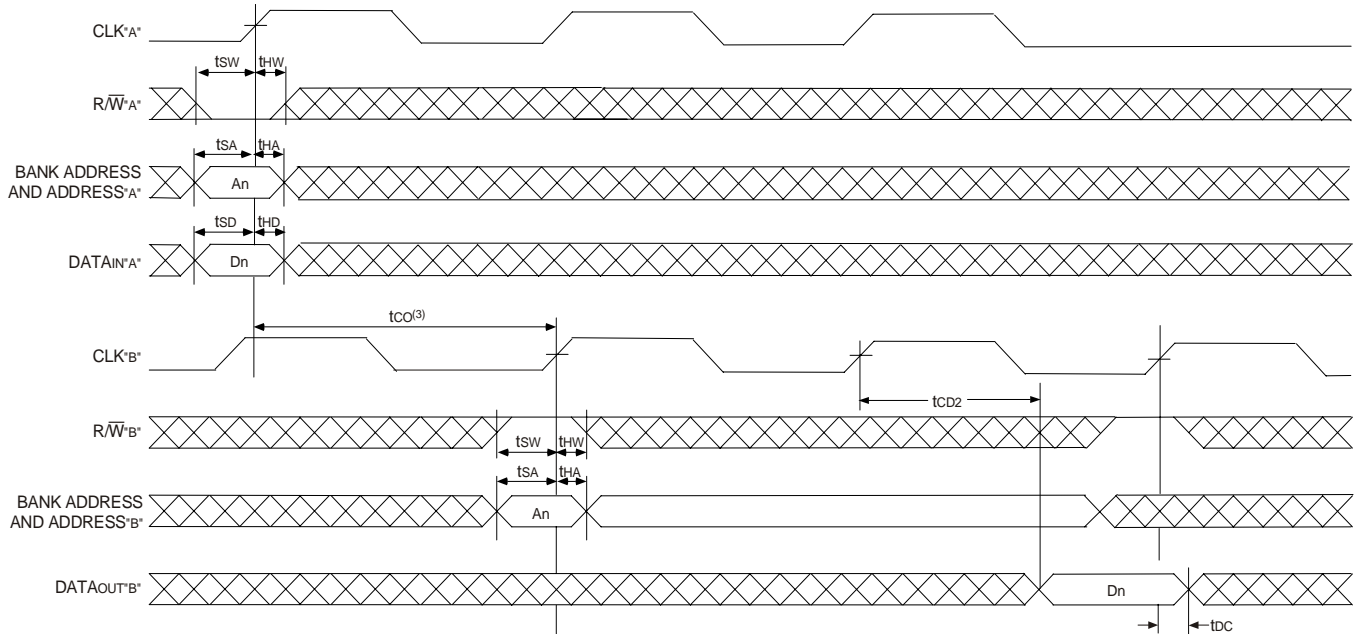 CLK"A"
tSW tHW
R/W̅"A"
tSA tHA
BANK ADDRESS
AND ADDRESS"A"
An
tSD tHD
DATAIN"A"
Dn
tCO(3)
CLK"B"
tCD2
R/W̅"B"
tSW tHW
tSA tHA
BANK ADDRESS
AND ADDRESS"B"
An
DATAOUT"B"
Dn
tDC